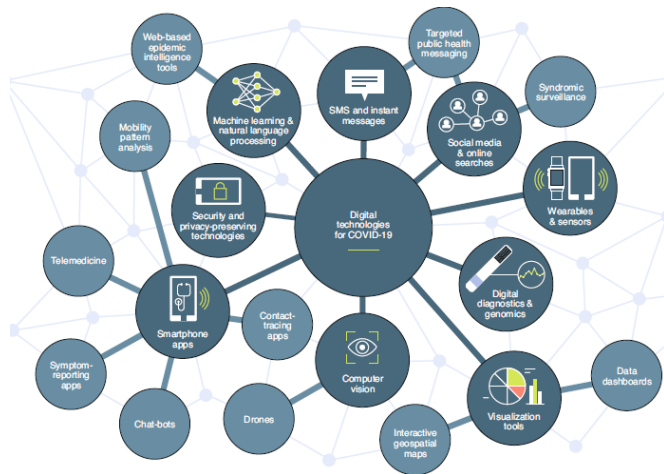 Web-based
epidemic
intelligence
tools
Targeted
public health
messaging
Syndromic
surveillance
Mobility
pattern
analysis
Machine learning &
natural language
processing
SMS and instant
messages
Social media
& online
searches
Security and
privacy-preserving
technologies
Digital
technologies
for COVID-19
Wearables
& sensors
Telemedicine
Smartphone
apps
Contact-
tracing apps
Digital
diagnostics &
genomics
Symptom-
reporting
apps
Chat-bots
Drones
Computer
vision
Interactive
geospatial
maps
Visualization
tools
Data
dashboards